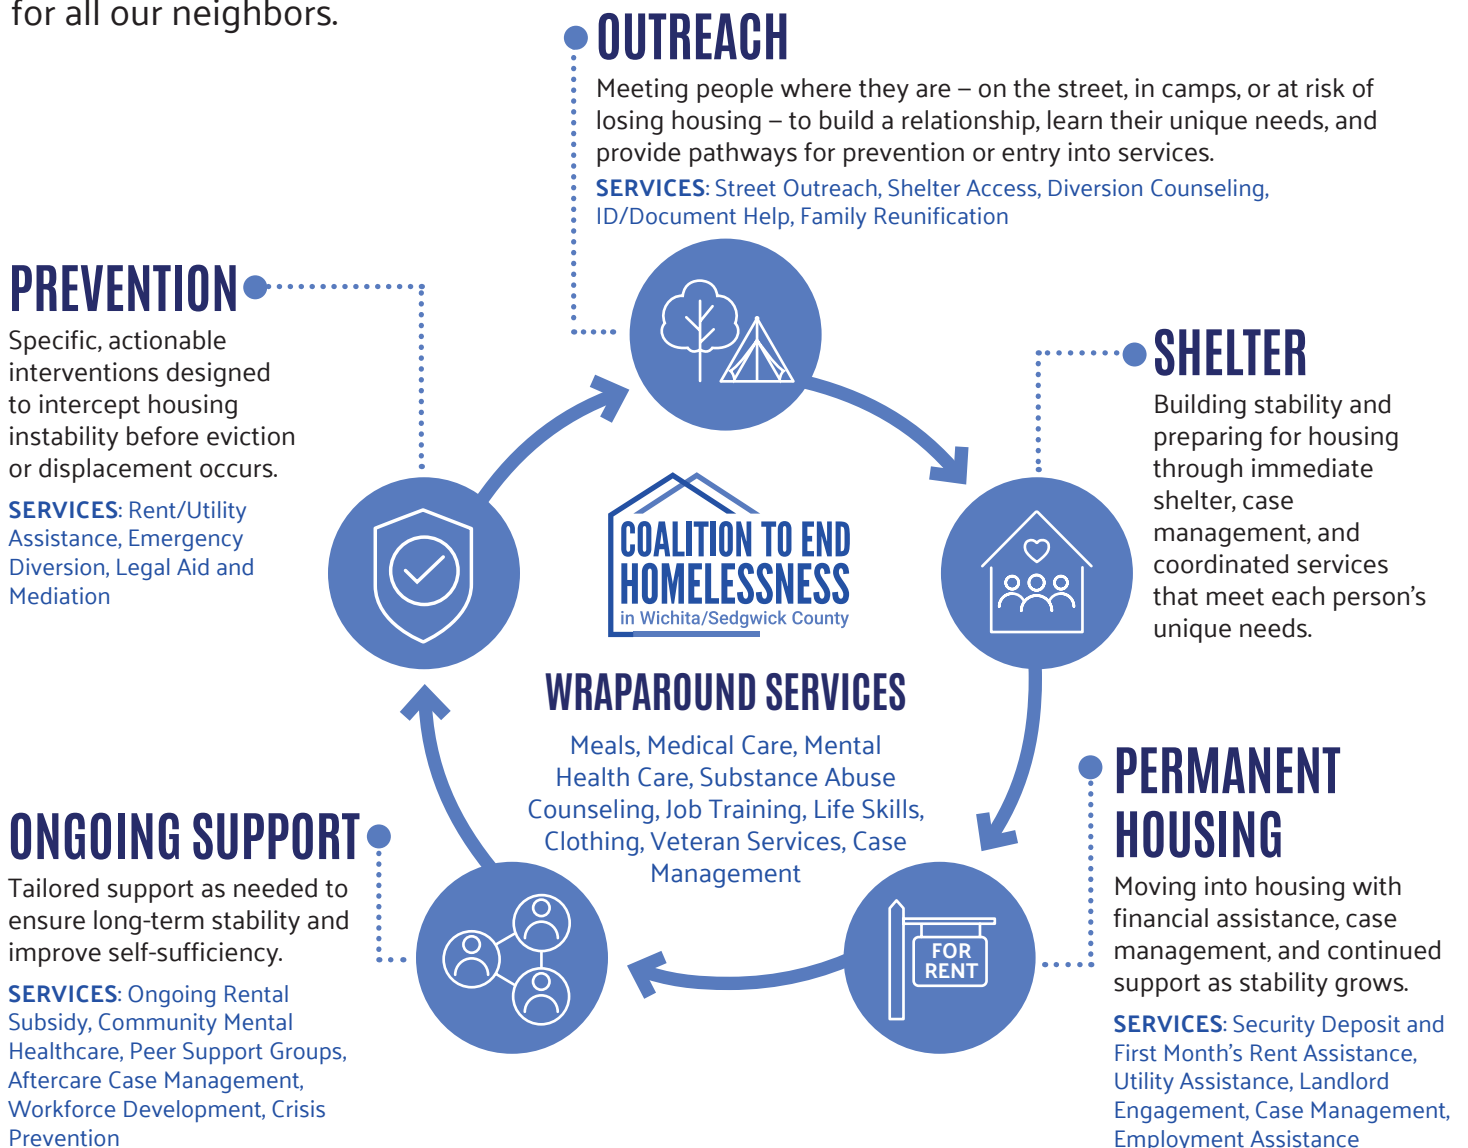 for all our neighbors.
OUTREACH
Meeting people where they are – on the street, in camps, or at risk of
losing housing – to build a relationship, learn their unique needs, and
provide pathways for prevention or entry into services.
SERVICES: Street Outreach, Shelter Access, Diversion Counseling,
ID/Document Help, Family Reunification
PREVENTION
Specific, actionable
interventions designed
to intercept housing
instability before eviction
or displacement occurs.
SERVICES: Rent/Utility
Assistance, Emergency
Diversion, Legal Aid and
Mediation
SHELTER
Building stability and
preparing for housing
through immediate
shelter, case
management, and
coordinated services
that meet each person's
unique needs.
COALITION TO END
HOMELESSNESS
in Wichita/Sedgwick County
WRAPAROUND SERVICES
Meals, Medical Care, Mental
Health Care, Substance Abuse
Counseling, Job Training, Life Skills,
Clothing, Veteran Services, Case
Management
ONGOING SUPPORT
Tailored support as needed to
ensure long-term stability and
improve self-sufficiency.
SERVICES: Ongoing Rental
Subsidy, Community Mental
Healthcare, Peer Support Groups,
Aftercare Case Management,
Workforce Development, Crisis
Prevention
FOR
RENT
PERMANENT
HOUSING
Moving into housing with
financial assistance, case
management, and continued
support as stability grows.
SERVICES: Security Deposit and
First Month's Rent Assistance,
Utility Assistance, Landlord
Engagement, Case Management,
Employment Assistance